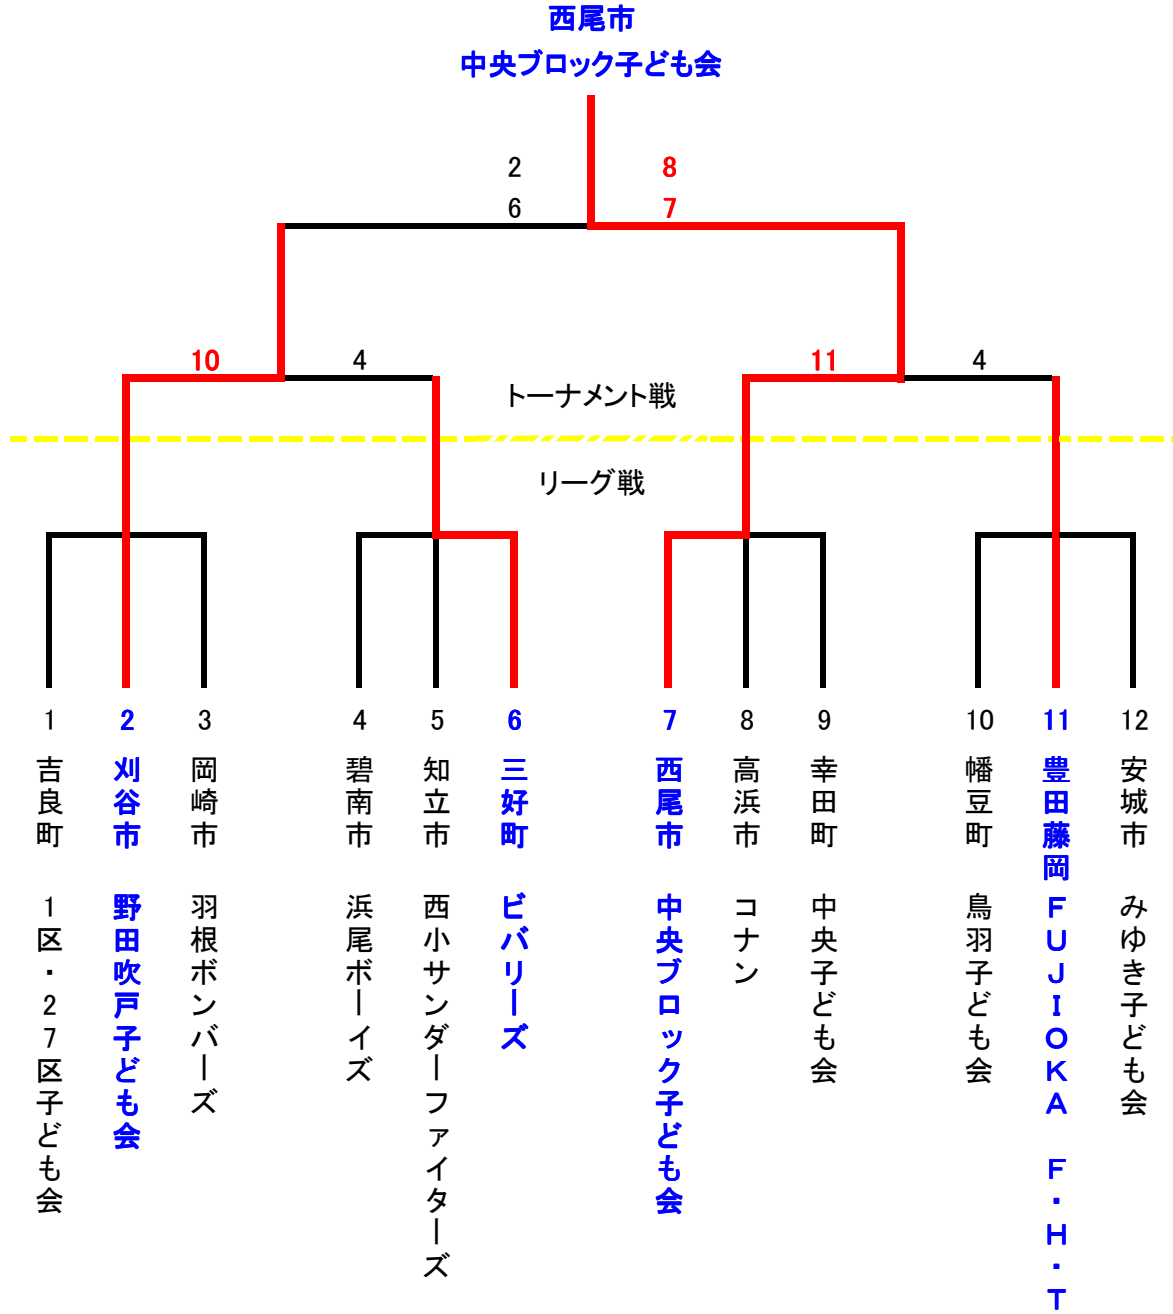 西尾市
中央ブロック子ども会
2 8
6 7
10 4 11 4
トーナメント戦
リーグ戦
1 吉良町 1区・27区子ども会
2 刈谷市 野田吹戸子ども会
3 岡崎市 羽根ボンバーズ
4 碧南市 浜尾ボーイズ
5 知立市 西小サンダーファイターズ
6 三好町 ビバリーズ
7 西尾市 中央ブロック子ども会
8 高浜市 コナン
9 幸田町 中央子ども会
10 幡豆町 鳥羽子ども会
11 豊田藤岡 FUJIOKA F・H・T
12 安城市 みゆき子ども会